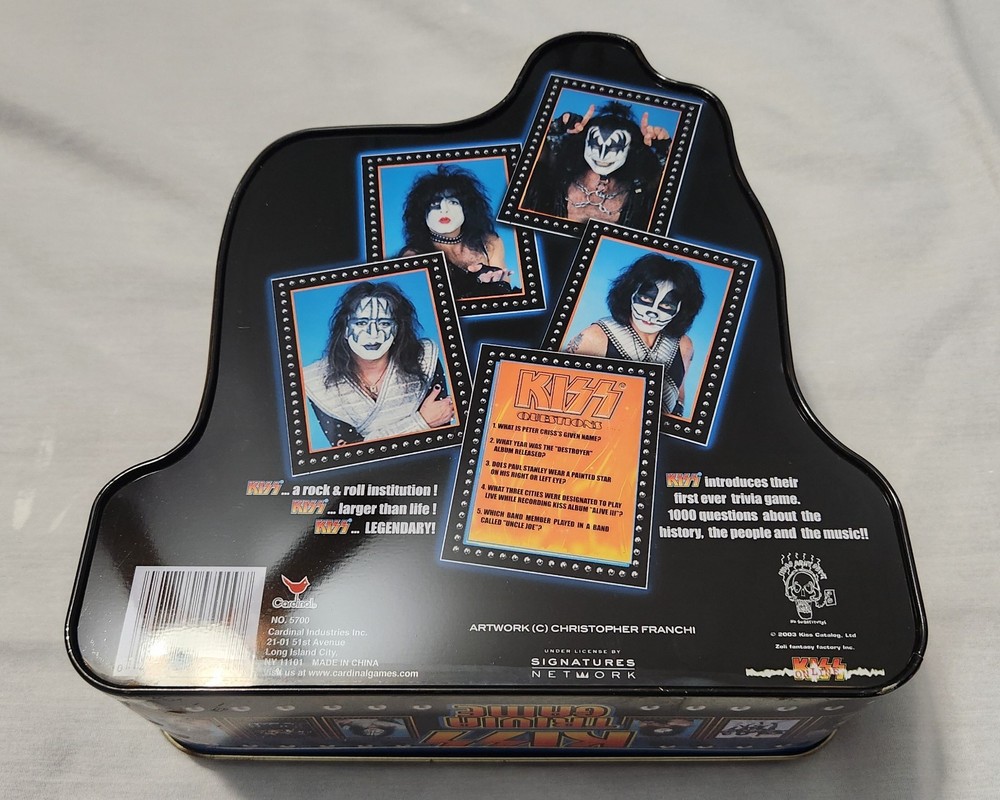 KISS
QUESTIONS
1. WHAT IS PETER CRISS'S GIVEN NAME?
2. WHAT YEAR WAS THE "DESTROYER"
ALBUM RELEASED?
3. DOES PAUL STANLEY WEAR A PAINTED STAR
ON HIS RIGHT OR LEFT EYE?
4. WHAT THREE CITIES WERE DESIGNATED TO PLAY
LIVE WHILE RECORDING KISS ALBUM "ALIVE III"?
5. WHICH BAND MEMBER PLAYED IN A BAND
CALLED "UNCLE JOE"?
KISS... a rock & roll institution!
KISS... larger than life!
KISS... LEGENDARY!
KISS introduces their
first ever trivia game.
1000 questions about the
history, the people and the music!!
Cardinal®
NO. 5700
Cardinal Industries Inc.
21-01 51st Avenue
Long Island City.
NY 11101 MADE IN CHINA
Visit us at www.cardinalgames.com
ARTWORK (C) CHRISTOPHER FRANCHI
UNDER LICENSE BY
SIGNATURES
NETWORK
© 2003 Kiss Catalog, Ltd
Zoli fantasy factory Inc.
KISS
ONLINE
KISS
TRIVIA
GAME